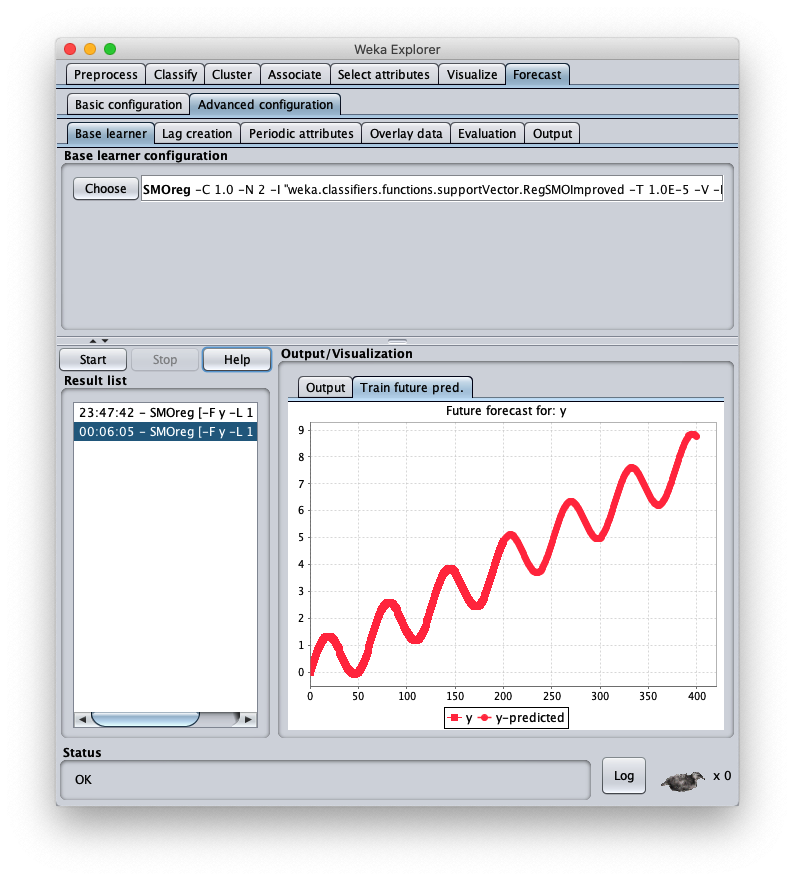 Weka Explorer
Preprocess Classify Cluster Associate Select attributes Visualize Forecast
Basic configuration Advanced configuration
Base learner Lag creation Periodic attributes Overlay data Evaluation Output
Base learner configuration
Choose SMOreg -C 1.0 -N 2 -I "weka.classifiers.functions.supportVector.RegSMOImproved -T 1.0E-5 -V
Start Stop Help
Result list
23:47:42 - SMOreg [-F y -L 1
00:06:05 - SMOreg [-F y -L 1
Output/Visualization
Output Train future pred.
Future forecast for: y
9
8
7
6
5
4
3
2
1
0
0 50 100 150 200 250 300 350 400
y y-predicted
Status
OK
Log
x 0